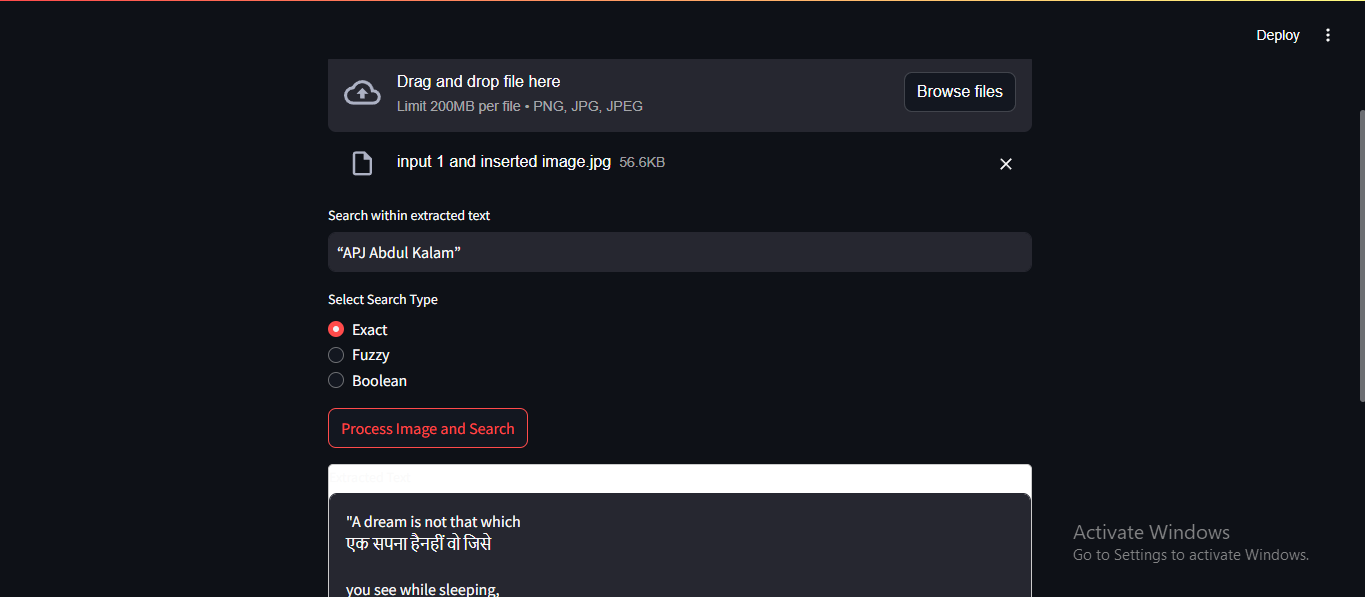 Deploy
Drag and drop file here
Limit 200MB per file • PNG, JPG, JPEG
Browse files
input 1 and inserted image.jpg 56.6KB
Search within extracted text
“APJ Abdul Kalam”
Select Search Type
Exact
Fuzzy
Boolean
Process Image and Search
"A dream is not that which
एक सपना हैनहीं वो जिसे
you see while sleeping,
Activate Windows
Go to Settings to activate Windows.